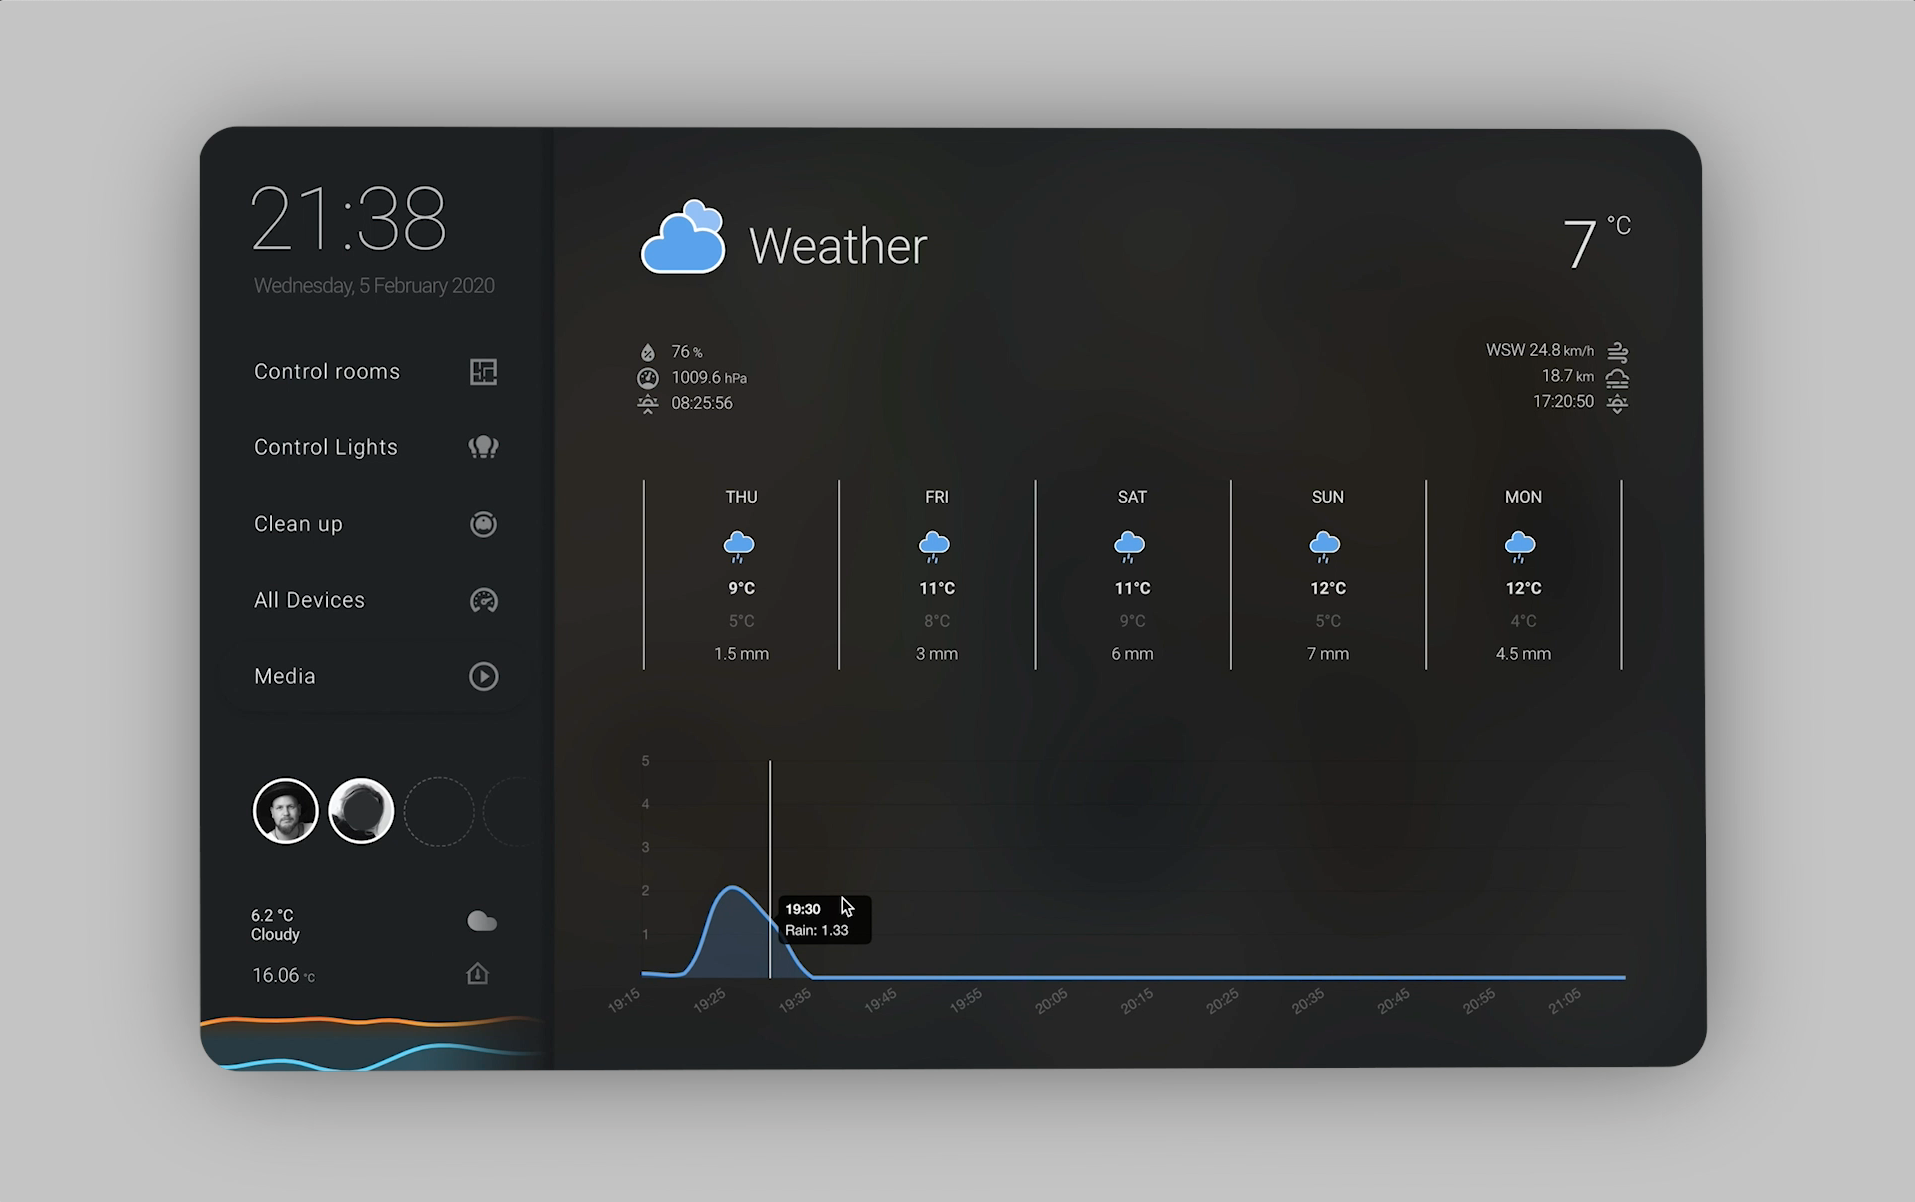 21:38
Wednesday, 5 February 2020
Control rooms
Control Lights
Clean up
All Devices
Media
6.2 °C
Cloudy
16.06 °C
Weather
7 °C
76 %
1009.6 hPa
08:25:56
WSW 24.8 km/h
18.7 km
17:20:50
THU
9°C
5°C
1.5 mm
FRI
11°C
8°C
3 mm
SAT
11°C
9°C
6 mm
SUN
12°C
5°C
7 mm
MON
12°C
4°C
4.5 mm
5
4
3
2
1
19:30
Rain: 1.33
19:15 19:25 19:35 19:45 19:55 20:05 20:15 20:25 20:35 20:45 20:55 21:05